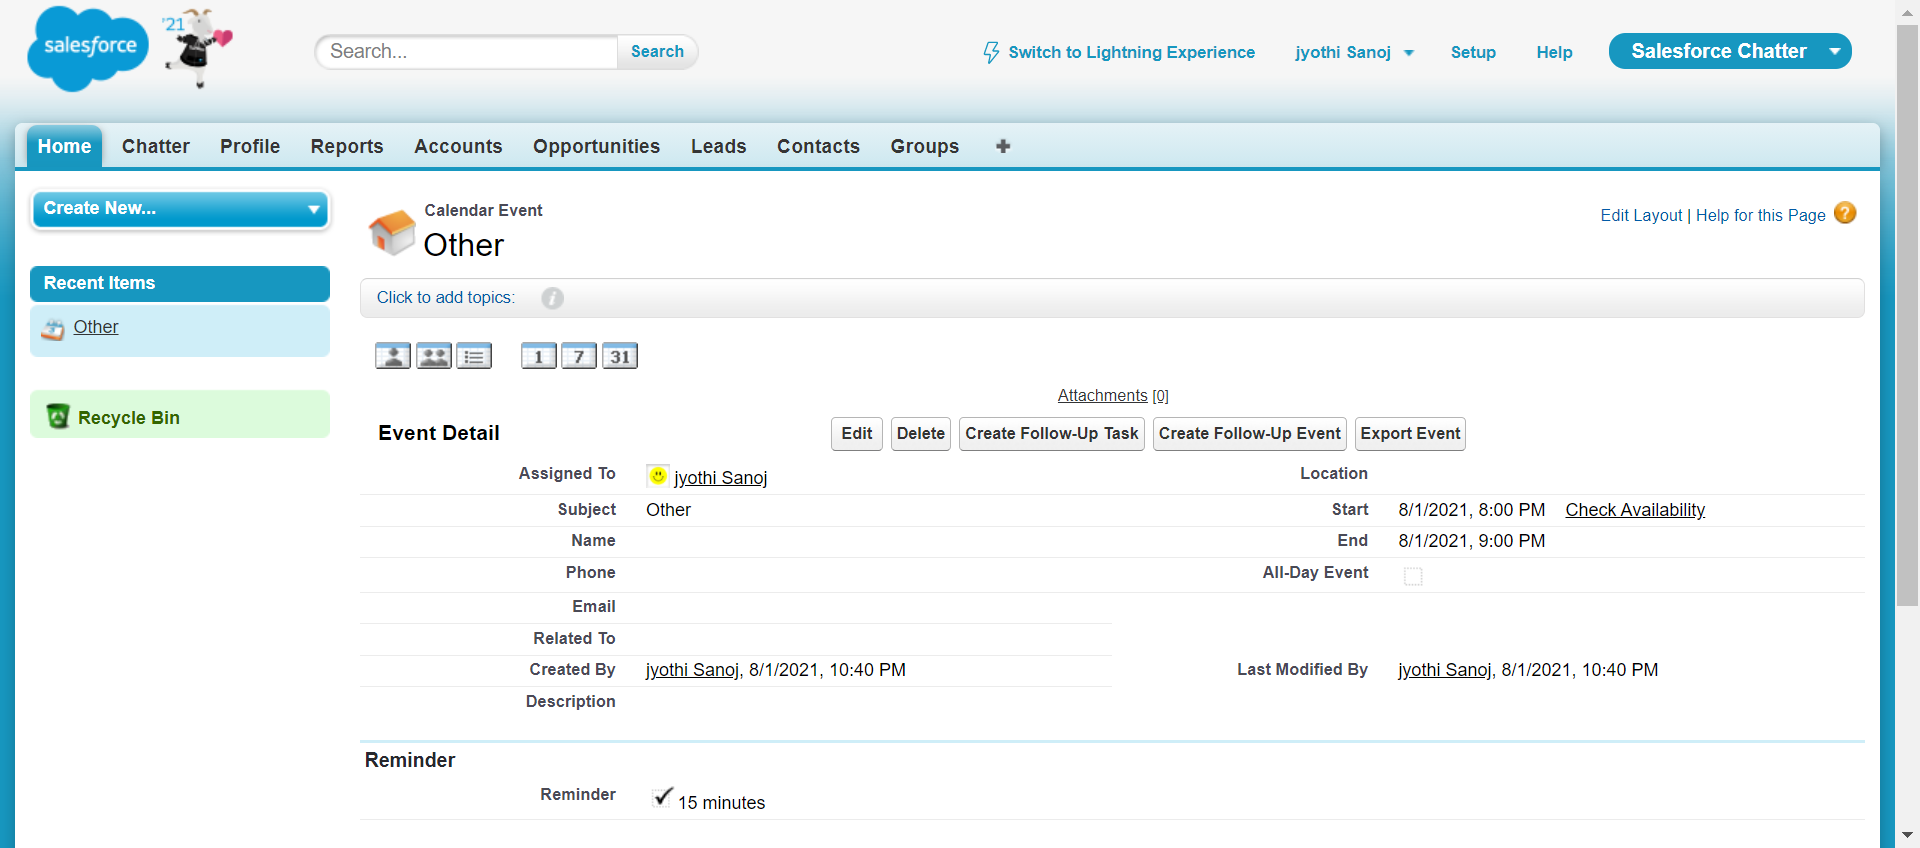 salesforce
'21
Search...
Search
Switch to Lightning Experience
jyothi Sanoj
Setup
Help
Salesforce Chatter
Home
Chatter
Profile
Reports
Accounts
Opportunities
Leads
Contacts
Groups
Create New...
Recent Items
Other
Recycle Bin
Calendar Event
Other
Edit Layout | Help for this Page ?
Click to add topics: i
1 7 31
Attachments [0]
Event Detail
Edit
Delete
Create Follow-Up Task
Create Follow-Up Event
Export Event
Assigned To jyothi Sanoj
Location
Subject Other
Start 8/1/2021, 8:00 PM Check Availability
Name
End 8/1/2021, 9:00 PM
Phone
All-Day Event
Email
Related To
Created By jyothi Sanoj, 8/1/2021, 10:40 PM
Last Modified By jyothi Sanoj, 8/1/2021, 10:40 PM
Description
Reminder
Reminder 15 minutes